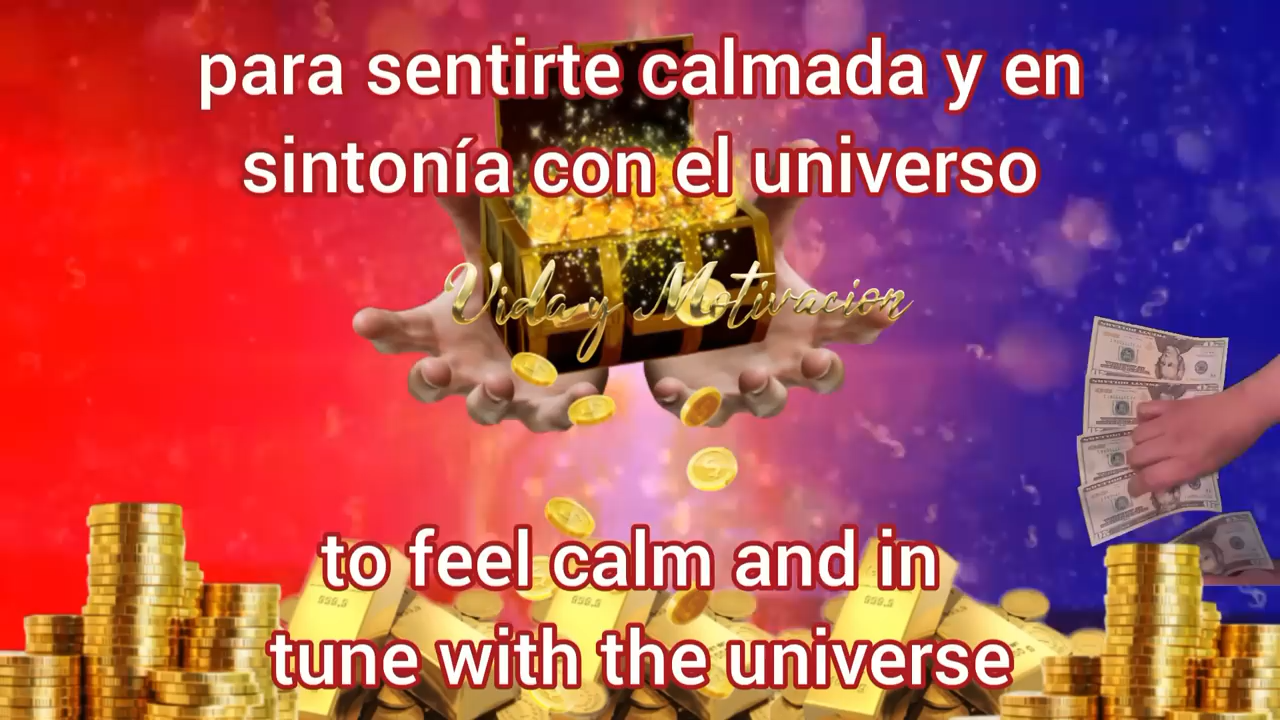 para sentirte calmada y en
sintonía con el universo
Vida y Motivacion
to feel calm and in
tune with the universe